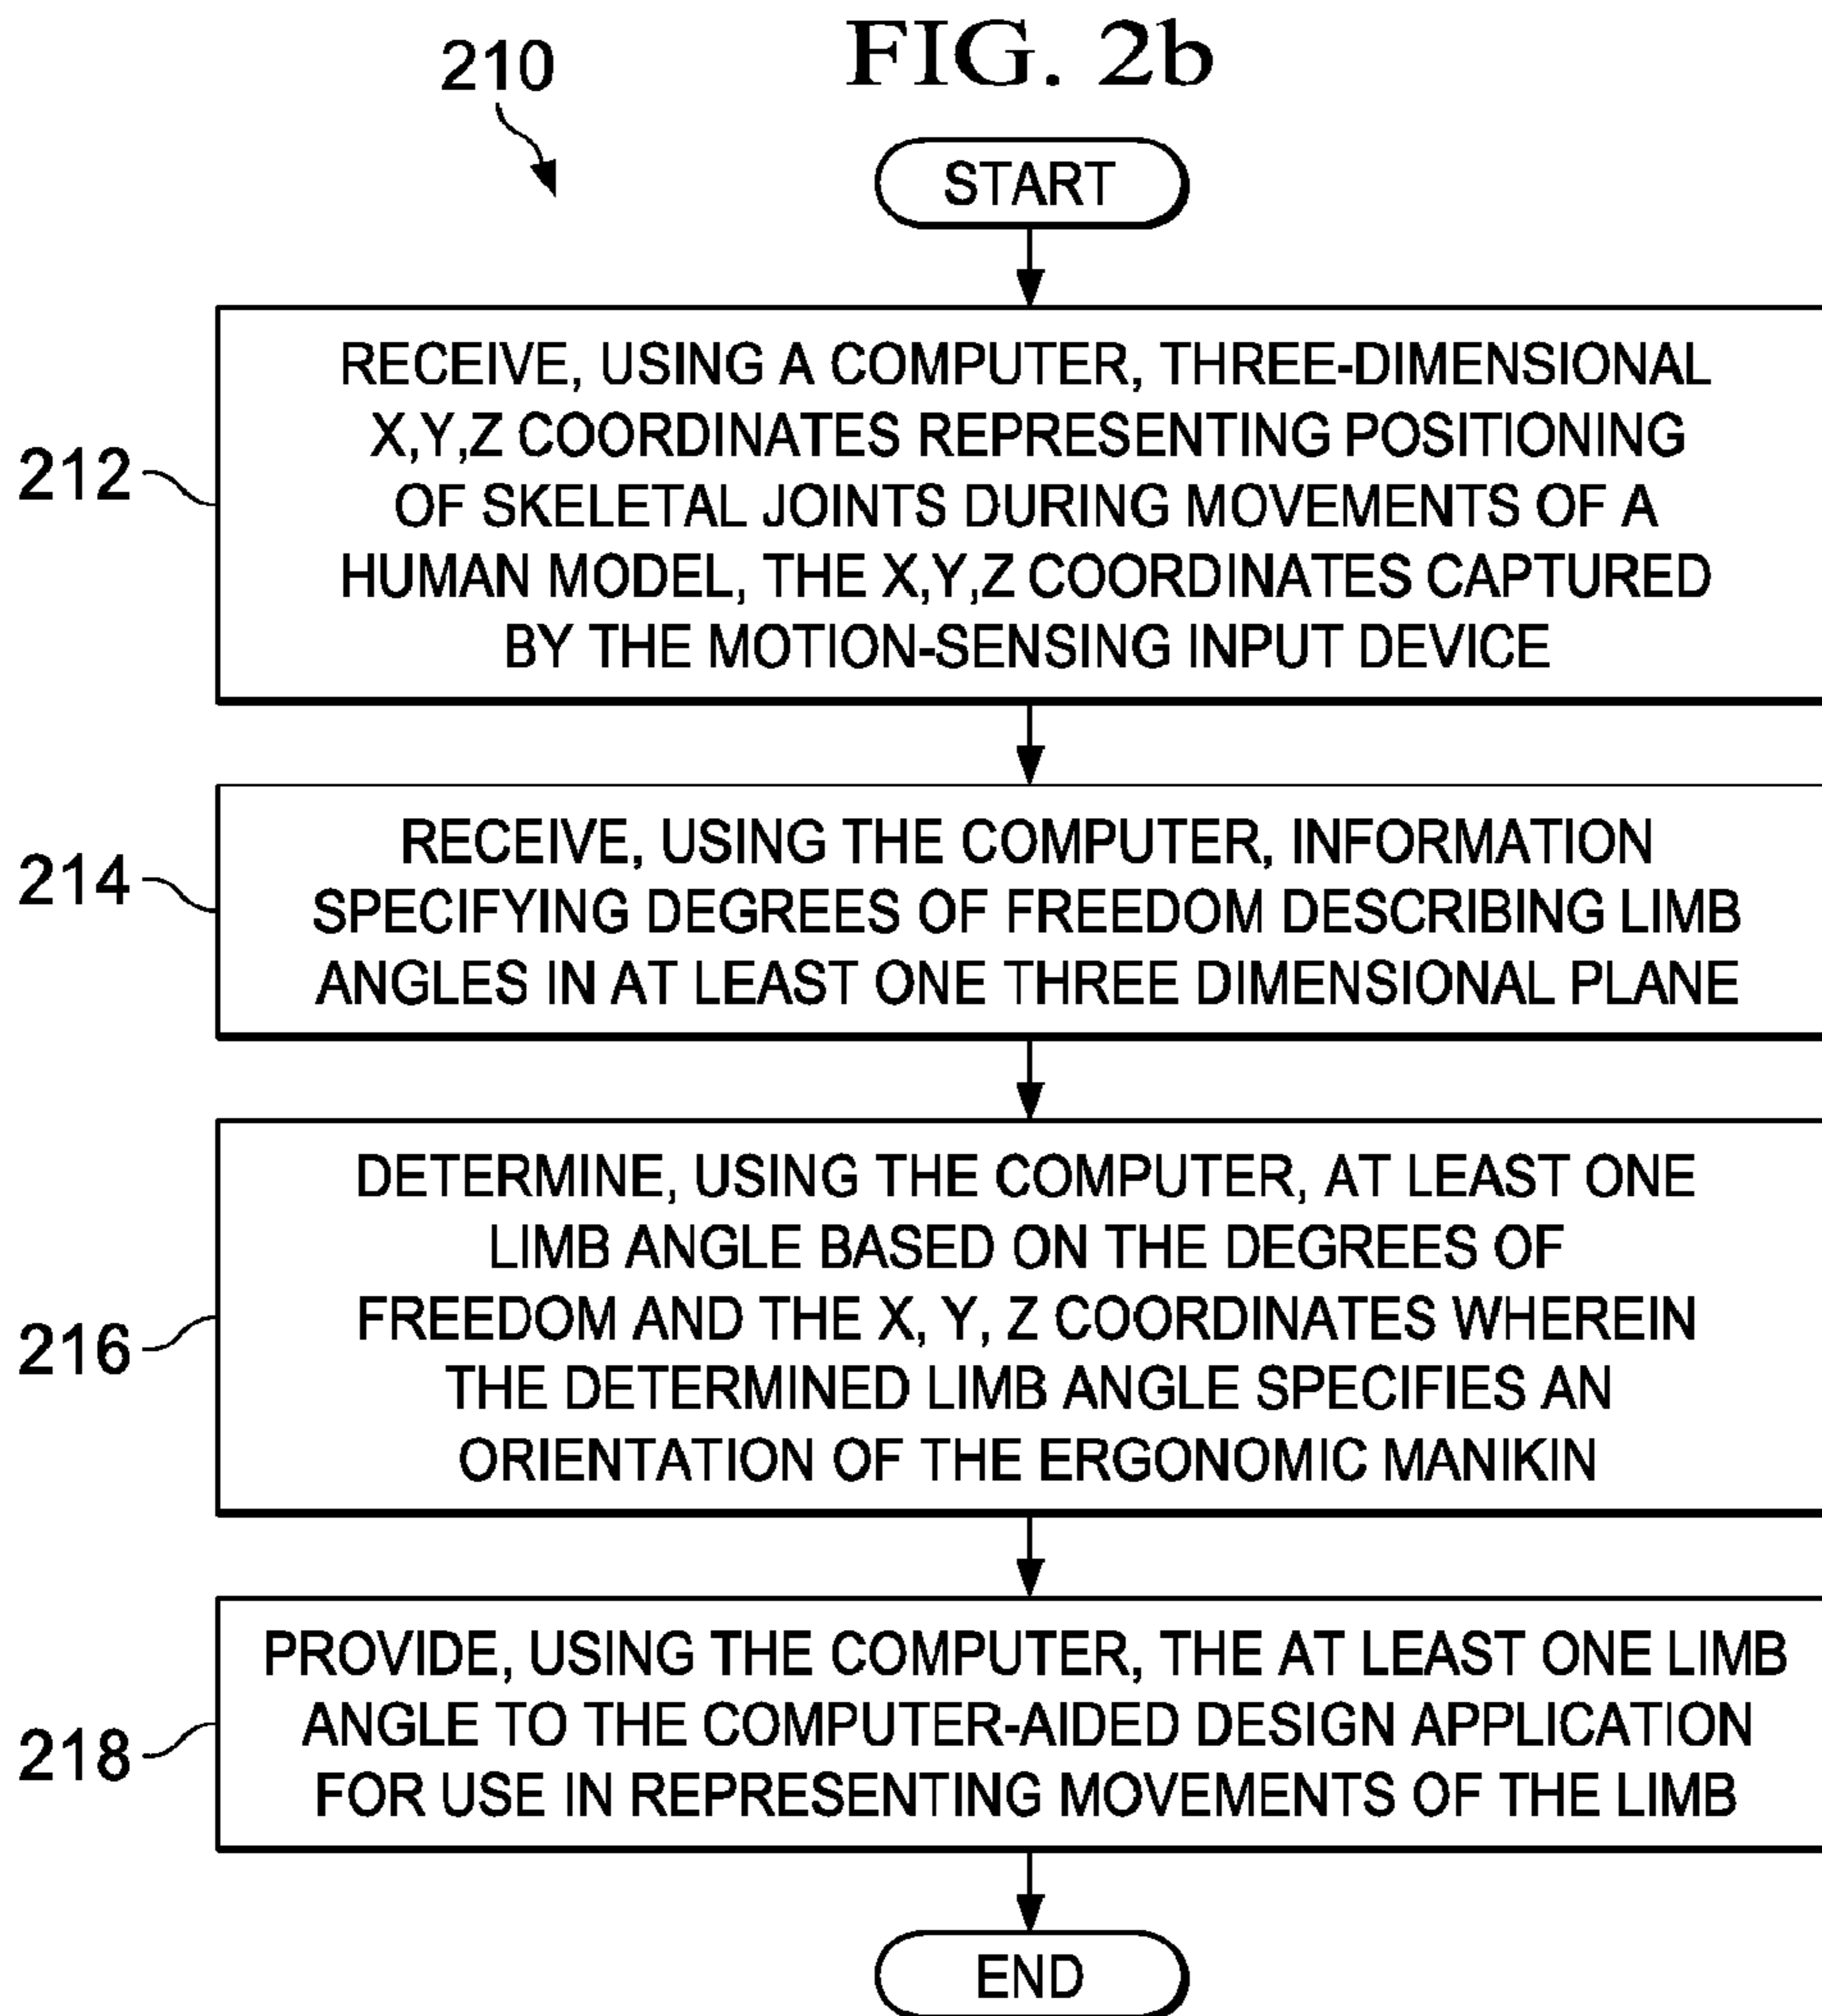 FIG. 2b
210
START
212
RECEIVE, USING A COMPUTER, THREE-DIMENSIONAL
X,Y,Z COORDINATES REPRESENTING POSITIONING
OF SKELETAL JOINTS DURING MOVEMENTS OF A
HUMAN MODEL, THE X,Y,Z COORDINATES CAPTURED
BY THE MOTION-SENSING INPUT DEVICE
214
RECEIVE, USING THE COMPUTER, INFORMATION
SPECIFYING DEGREES OF FREEDOM DESCRIBING LIMB
ANGLES IN AT LEAST ONE THREE DIMENSIONAL PLANE
216
DETERMINE, USING THE COMPUTER, AT LEAST ONE
LIMB ANGLE BASED ON THE DEGREES OF
FREEDOM AND THE X, Y, Z COORDINATES WHEREIN
THE DETERMINED LIMB ANGLE SPECIFIES AN
ORIENTATION OF THE ERGONOMIC MANIKIN
218
PROVIDE, USING THE COMPUTER, THE AT LEAST ONE LIMB
ANGLE TO THE COMPUTER-AIDED DESIGN APPLICATION
FOR USE IN REPRESENTING MOVEMENTS OF THE LIMB
END